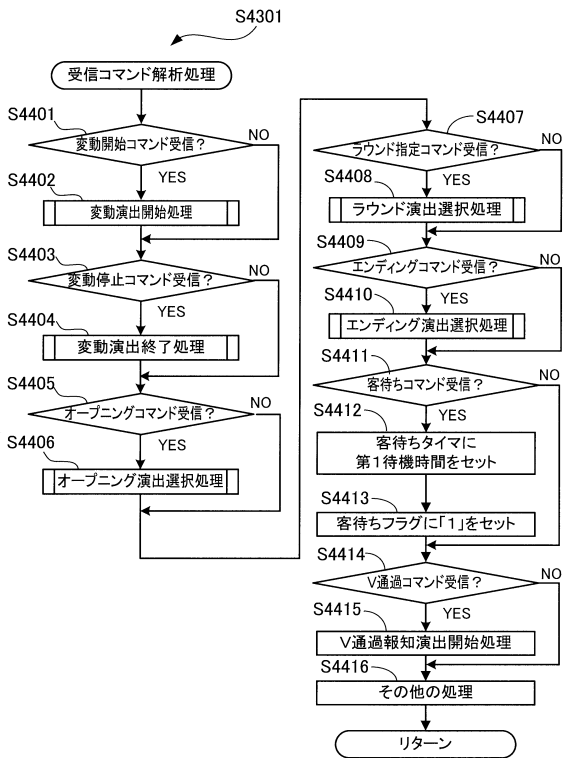 S4301
受信コマンド解析処理
S4401
変動開始コマンド受信？
NO
YES
S4402
変動演出開始処理
S4403
変動停止コマンド受信？
NO
YES
S4404
変動演出終了処理
S4405
オープニングコマンド受信？
NO
YES
S4406
オープニング演出選択処理
S4407
ラウンド指定コマンド受信？
NO
YES
S4408
ラウンド演出選択処理
S4409
エンディングコマンド受信？
NO
YES
S4410
エンディング演出選択処理
S4411
客待ちコマンド受信？
NO
YES
S4412
客待ちタイマに
第１待機時間をセット
S4413
客待ちフラグに「１」をセット
S4414
V通過コマンド受信？
NO
YES
S4415
V通過報知演出開始処理
S4416
その他の処理
リターン